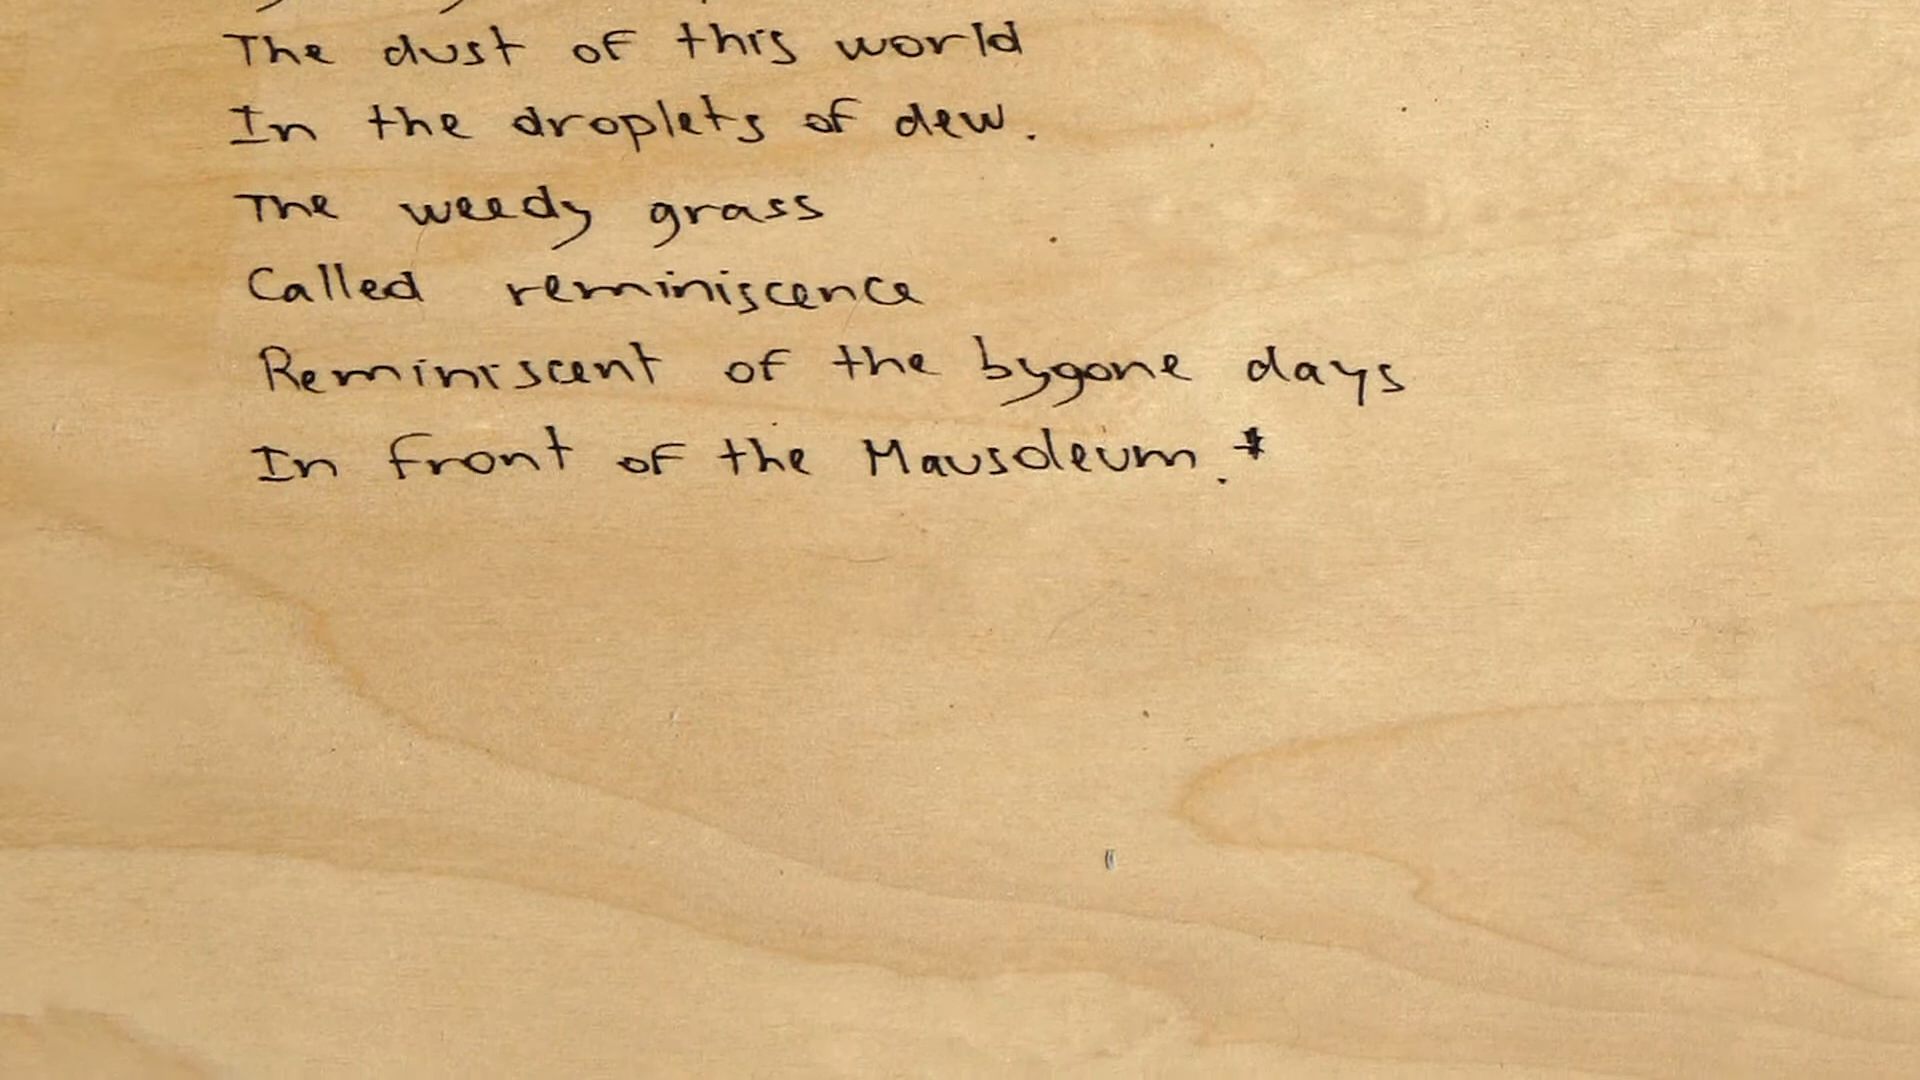 The dust of this world
In the droplets of dew.
The weedy grass
Called reminiscence
Reminiscent of the bygone days
In front of the Mausoleum.*